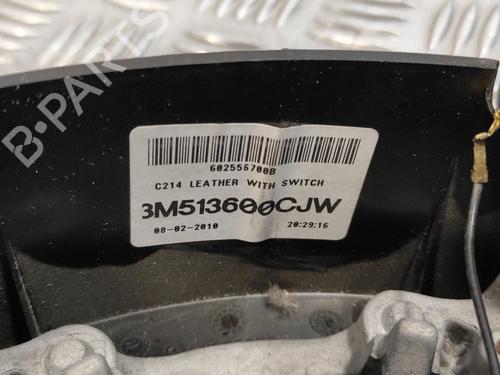 B-PARTS
602556700B
C214 LEATHER WITH SWITCH
3M513600CJW
08-02-2010 20:29:16